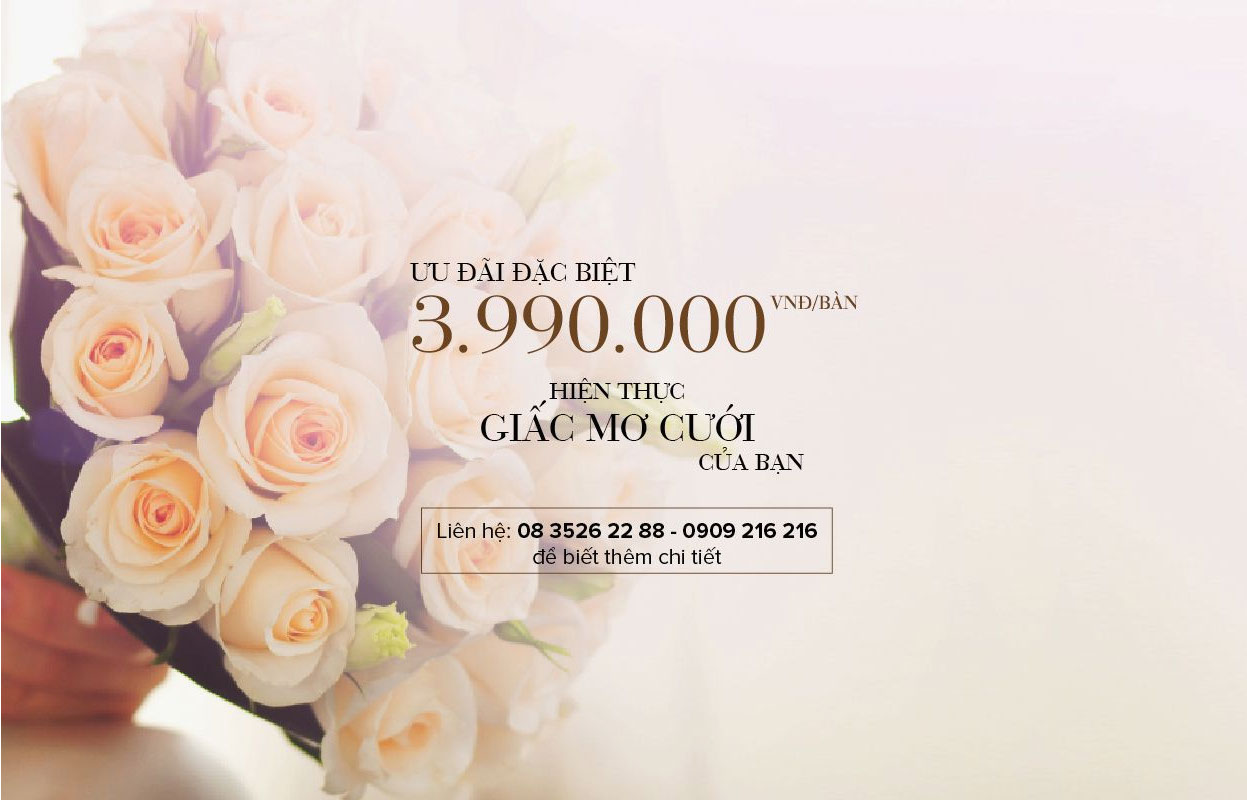 ƯU ĐÃI ĐẶC BIỆT
3.990.000 VNĐ/BÀN
HIỆN THỰC
GIẤC MƠ CƯỚI
CỦA BẠN
Liên hệ: 08 3526 22 88 - 0909 216 216
để biết thêm chi tiết